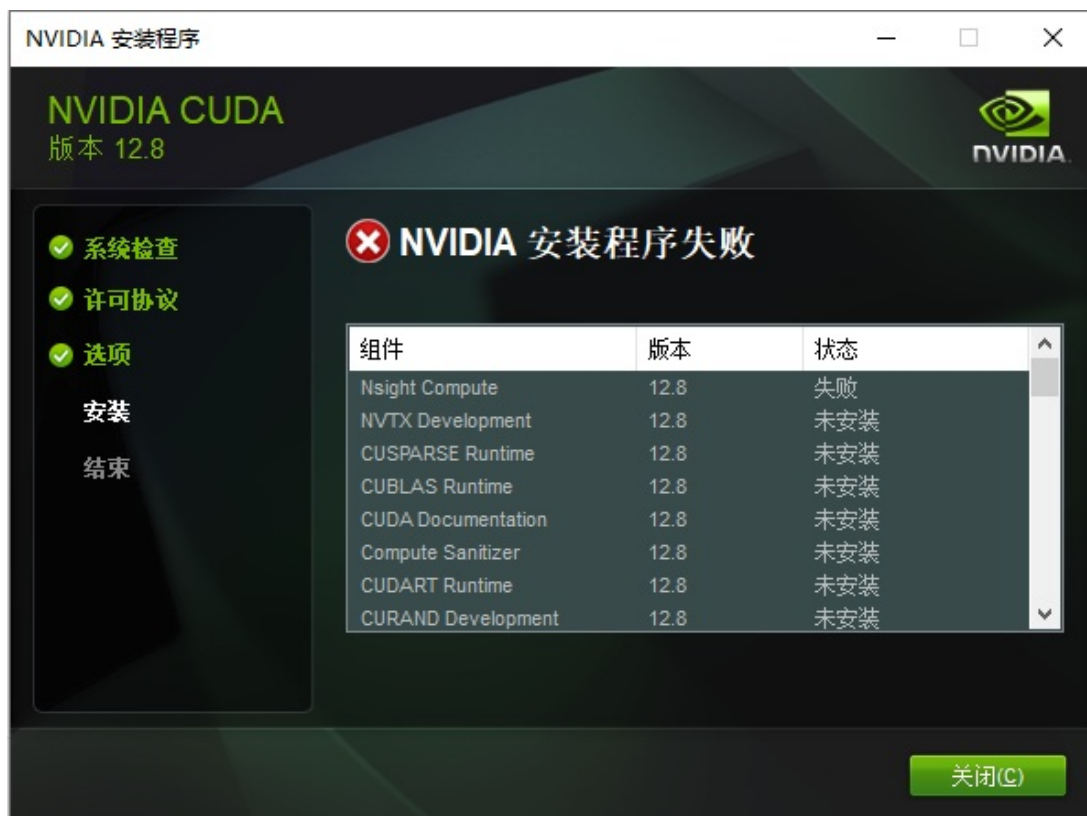 NVIDIA 安装程序
NVIDIA CUDA
版本 12.8
NVIDIA.
系统检查
许可协议
选项
安装
结束
NVIDIA 安装程序失败
组件 版本 状态
Nsight Compute 12.8 失败
NVTX Development 12.8 未安装
CUSPARSE Runtime 12.8 未安装
CUBLAS Runtime 12.8 未安装
CUDA Documentation 12.8 未安装
Compute Sanitizer 12.8 未安装
CUDART Runtime 12.8 未安装
CURAND Development 12.8 未安装
关闭(C)